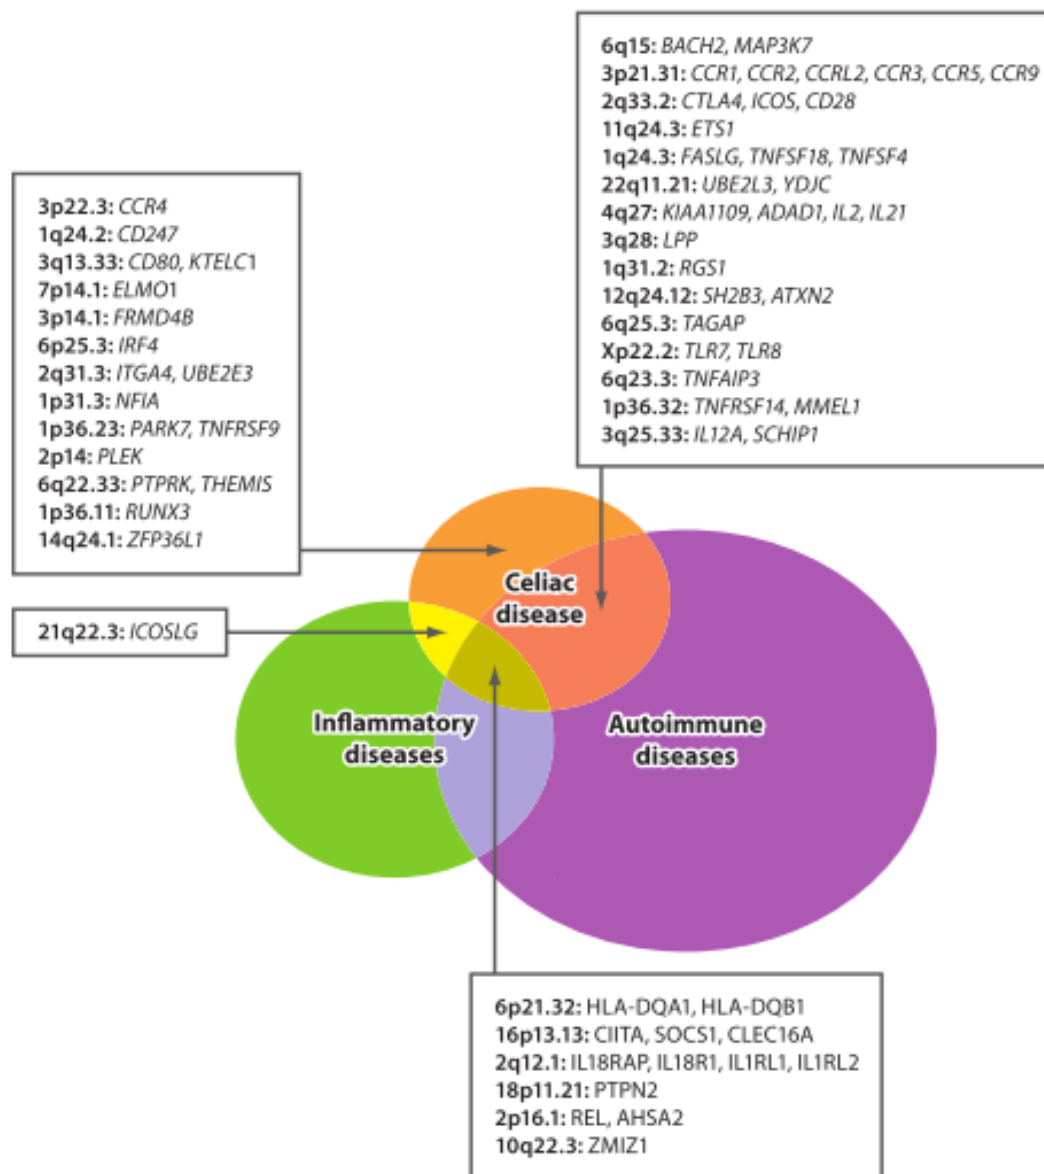 6q15: BACH2, MAP3K7
3p21.31: CCR1, CCR2, CCRL2, CCR3, CCR5, CCR9
2q33.2: CTLA4, ICOS, CD28
11q24.3: ETS1
1q24.3: FASLG, TNFSF18, TNFSF4
22q11.21: UBE2L3, YDJC
4q27: KIAA1109, ADAD1, IL2, IL21
3q28: LPP
1q31.2: RGS1
12q24.12: SH2B3, ATXN2
6q25.3: TAGAP
Xp22.2: TLR7, TLR8
6q23.3: TNFAIP3
1p36.32: TNFRSF14, MMEL1
3q25.33: IL12A, SCHIP1
3p22.3: CCR4
1q24.2: CD247
3q13.33: CD80, KTELC1
7p14.1: ELMO1
3p14.1: FRMD4B
6p25.3: IRF4
2q31.3: ITGA4, UBE2E3
1p31.3: NFIA
1p36.23: PARK7, TNFRSF9
2p14: PLEK
6q22.33: PTPRK, THEMIS
1p36.11: RUNX3
14q24.1: ZFP36L1
21q22.3: ICOSLG
Celiac
disease
Inflammatory
diseases
Autoimmune
diseases
6p21.32: HLA-DQA1, HLA-DQB1
16p13.13: CIITA, SOCS1, CLEC16A
2q12.1: IL18RAP, IL18R1, IL1RL1, IL1RL2
18p11.21: PTPN2
2p16.1: REL, AHSA2
10q22.3: ZMIZ1